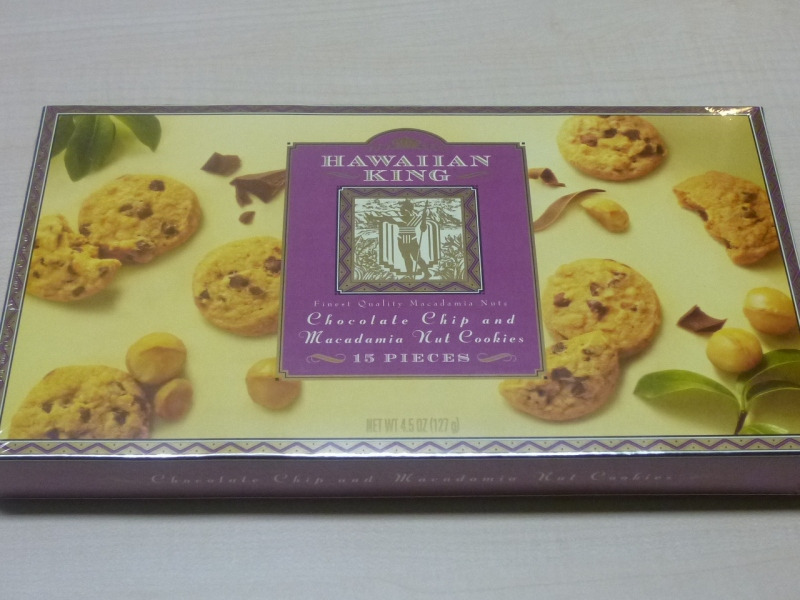 HAWAIIAN
KING
Finest Quality Macadamia Nuts
Chocolate Chip and
Macadamia Nut Cookies
15 PIECES
NET WT. 4.5 OZ (127 g)
Chocolate Chip and Macadamia Nut Cookies